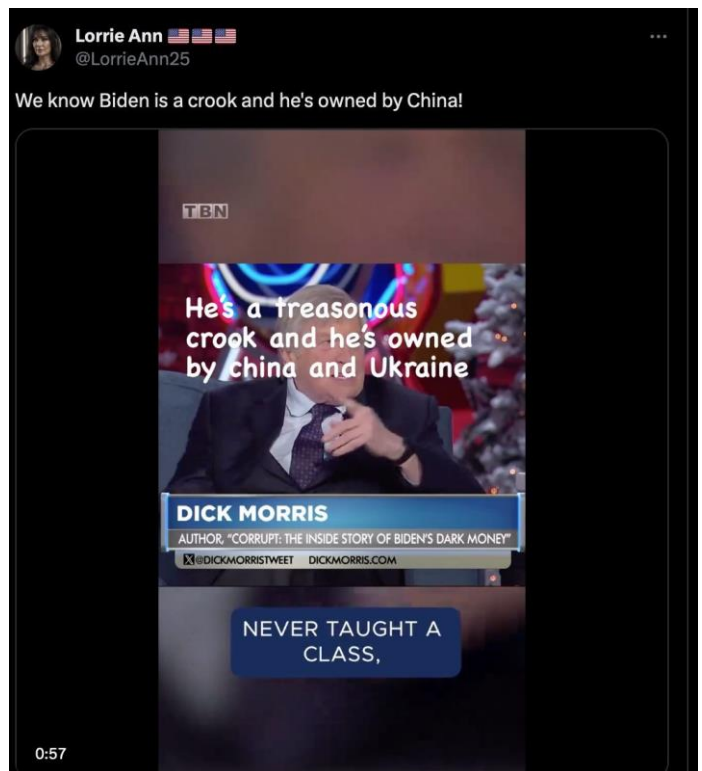 Lorrie Ann 🇺🇸🇺🇸🇺🇸
@LorrieAnn25
We know Biden is a crook and he's owned by China!
TBN
He's a treasonous
crook and he's owned
by china and Ukraine
DICK MORRIS
AUTHOR, "CORRUPT: THE INSIDE STORY OF BIDEN'S DARK MONEY"
X @DICKMORRISTWEET DICKMORRIS.COM
NEVER TAUGHT A
CLASS,
0:57